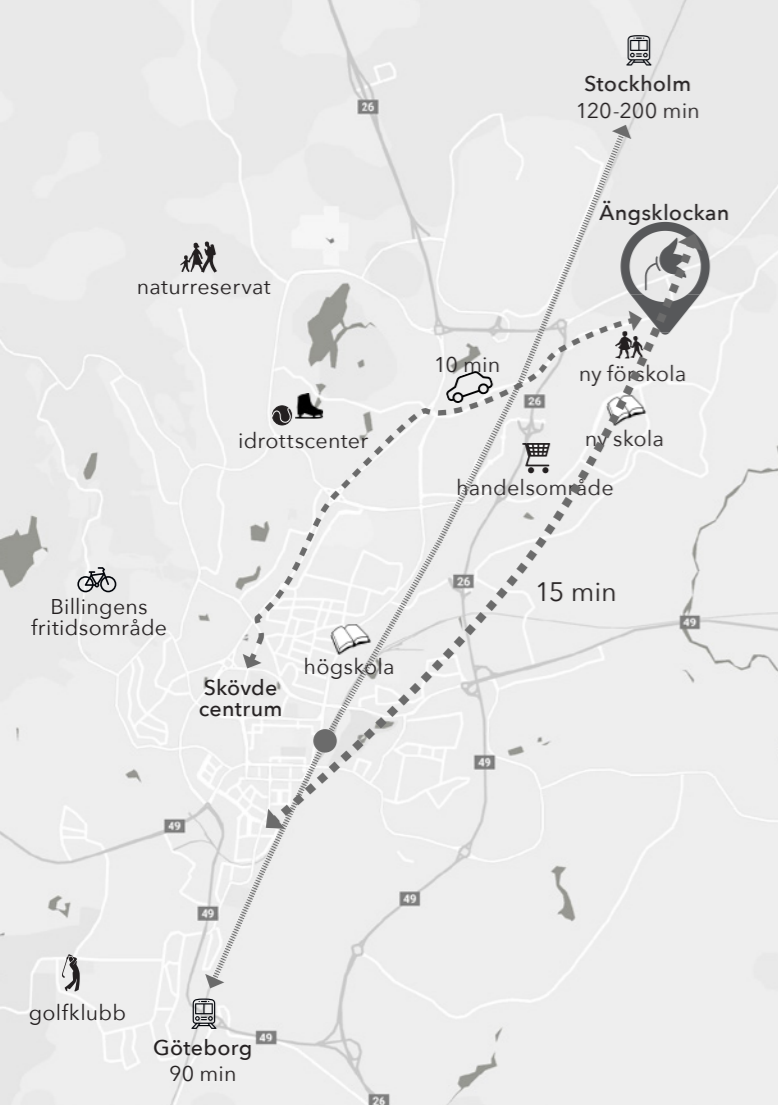 Stockholm
120-200 min
26
Ängsklockan
naturreservat
10 min
ny förskola
26
idrottscenter
ny skola
handelsområde
26
15 min
Billingens
fritidsområde
49
högskola
Skövde
centrum
49
49
49
49
golfklubb
49
Göteborg
90 min
26